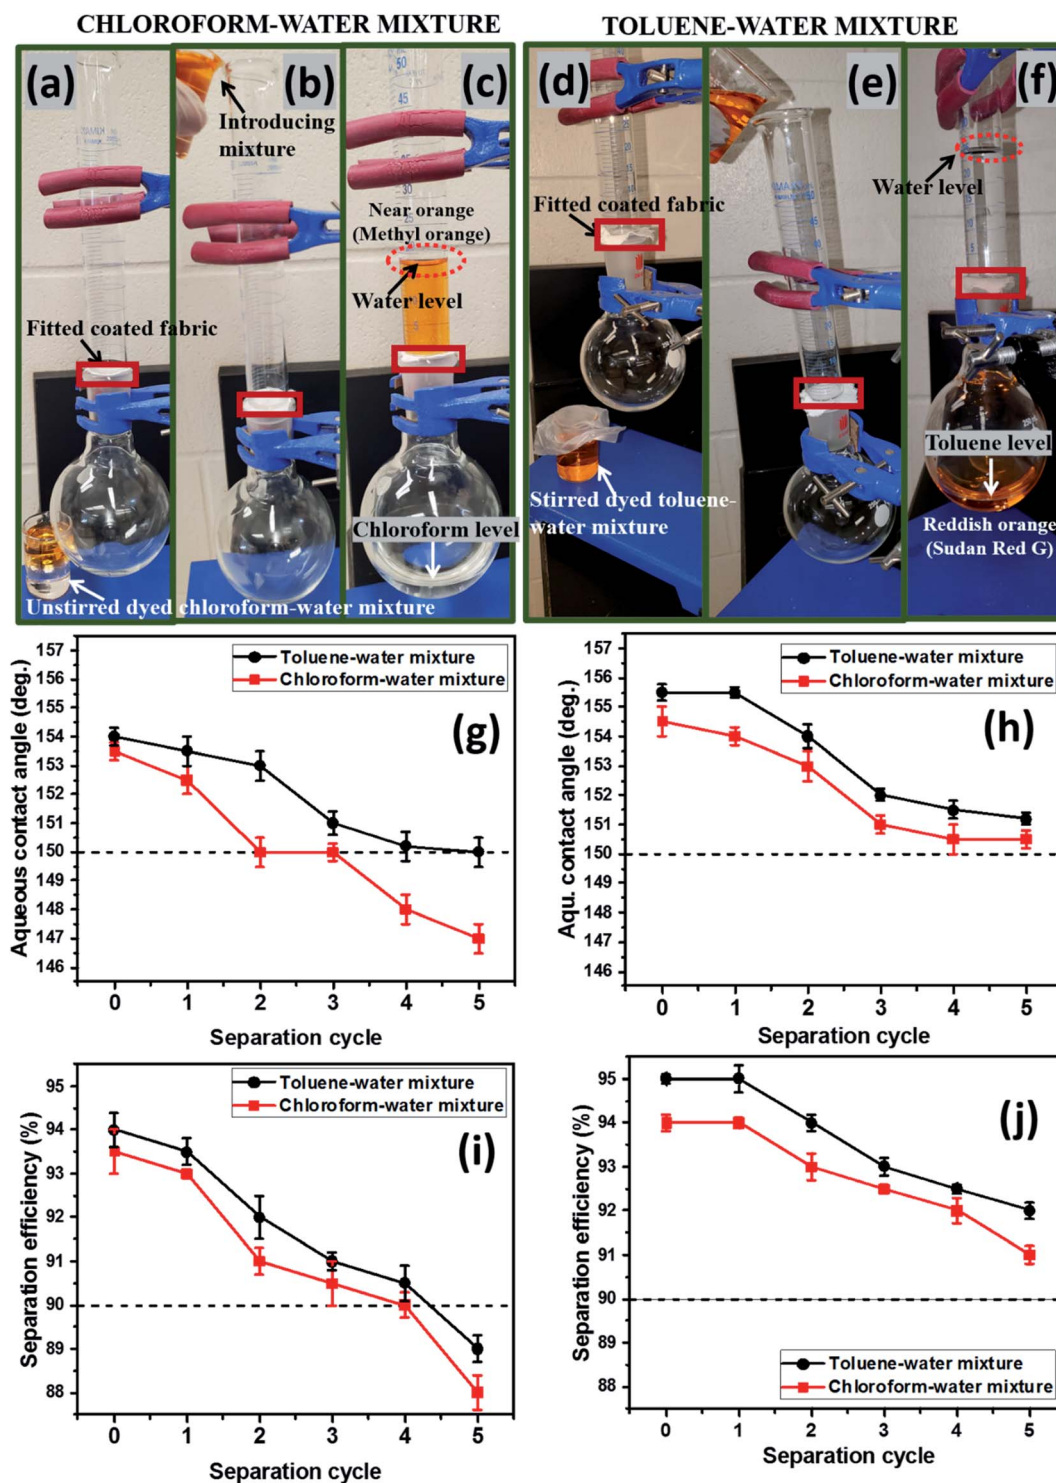 CHLOROFORM-WATER MIXTURE
TOLUENE-WATER MIXTURE
(a)
Fitted coated fabric
Unstirred dyed chloroform-water mixture
(b)
Introducing
mixture
(c)
50
45
30
Near orange
(Methyl orange)
Water level
Chloroform level
(d)
Fitted coated fabric
Stirred dyed toluene-
water mixture
(e)
(f)
Water level
Toluene level
Reddish orange
(Sudan Red G)
Aqueous contact angle (deg.)
157
156
155
154
153
152
151
150
149
148
147
146
Toluene-water mixture
Chloroform-water mixture
(g)
0 1 2 3 4 5
Separation cycle
Aqu. contact angle (deg.)
157
156
155
154
153
152
151
150
149
148
147
146
Toluene-water mixture
Chloroform-water mixture
(h)
0 1 2 3 4 5
Separation cycle
Separation efficiency (%)
95
94
93
92
91
90
89
88
Toluene-water mixture
Chloroform-water mixture
(i)
0 1 2 3 4 5
Separation cycle
Separation efficiency (%)
95
94
93
92
91
90
89
88
(j)
Toluene-water mixture
Chloroform-water mixture
0 1 2 3 4 5
Separation cycle